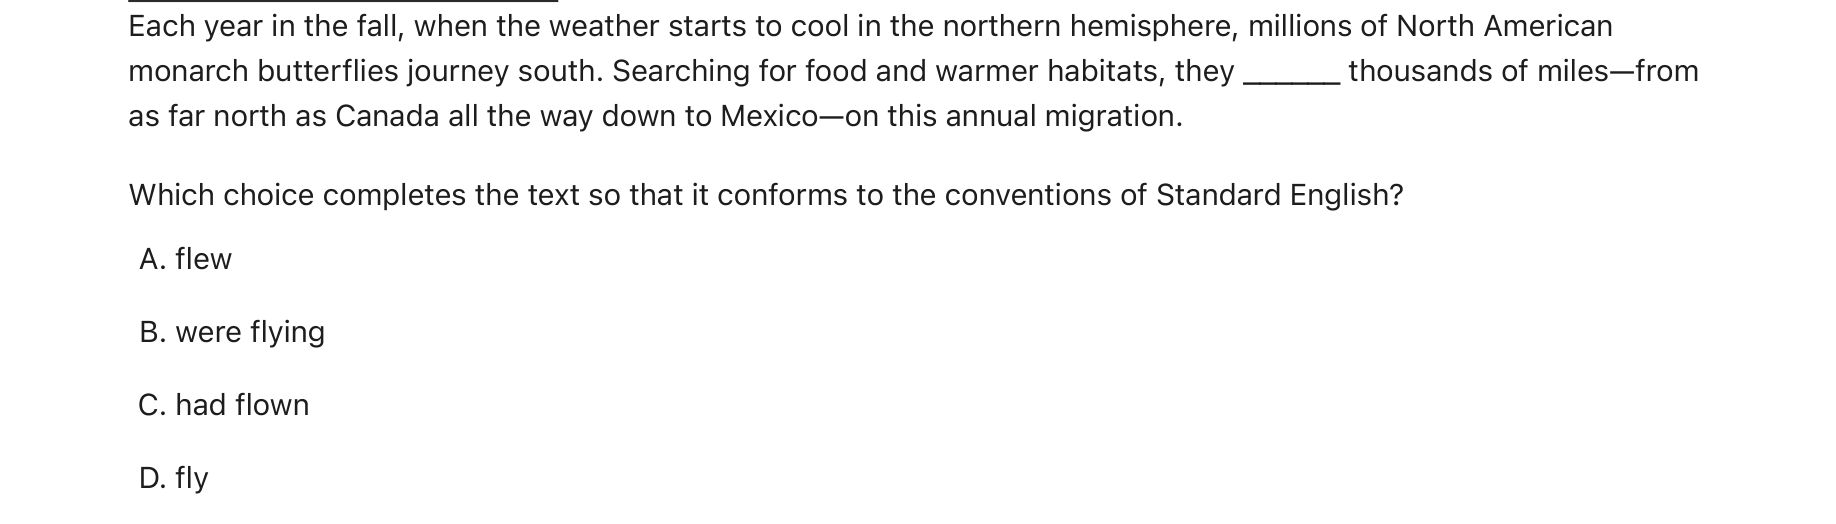 Each year in the fall, when the weather starts to cool in the northern hemisphere, millions of North American
monarch butterflies journey south. Searching for food and warmer habitats, they ______ thousands of miles—from
as far north as Canada all the way down to Mexico—on this annual migration.
Which choice completes the text so that it conforms to the conventions of Standard English?
A. flew
B. were flying
C. had flown
D. fly